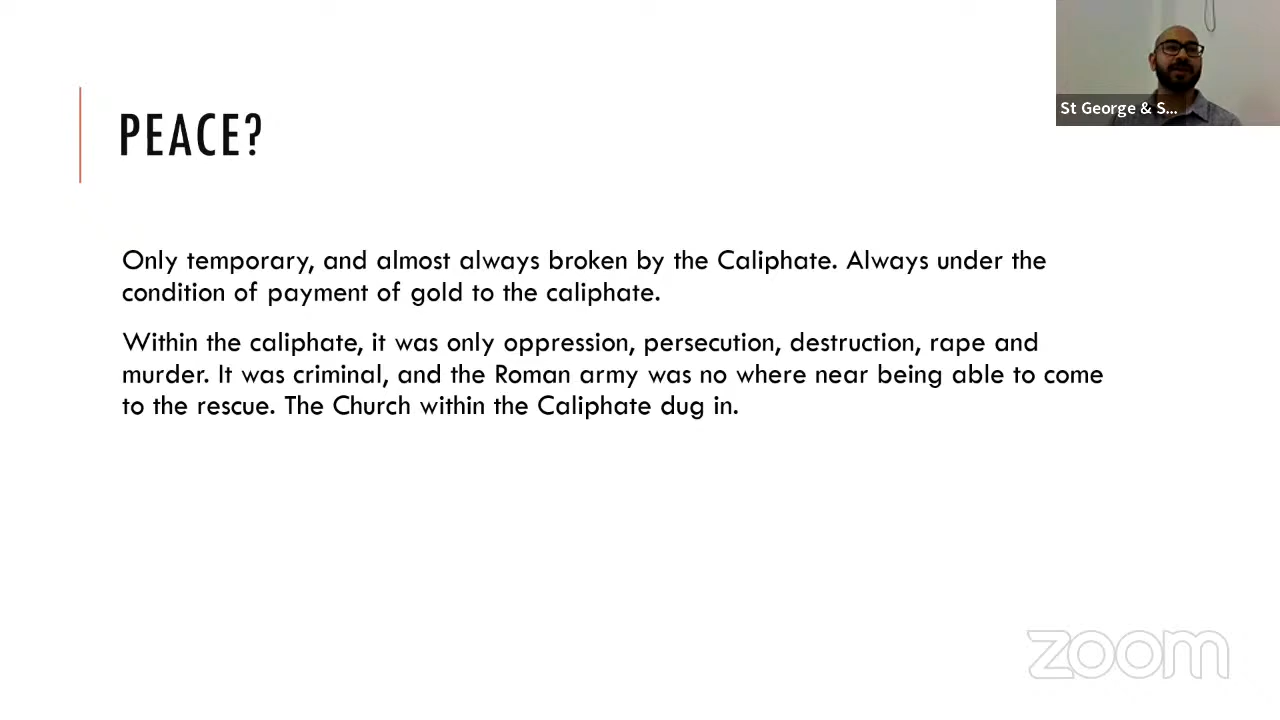 St George & S...
PEACE?
Only temporary, and almost always broken by the Caliphate. Always under the
condition of payment of gold to the caliphate.
Within the caliphate, it was only oppression, persecution, destruction, rape and
murder. It was criminal, and the Roman army was no where near being able to come
to the rescue. The Church within the Caliphate dug in.
zoom